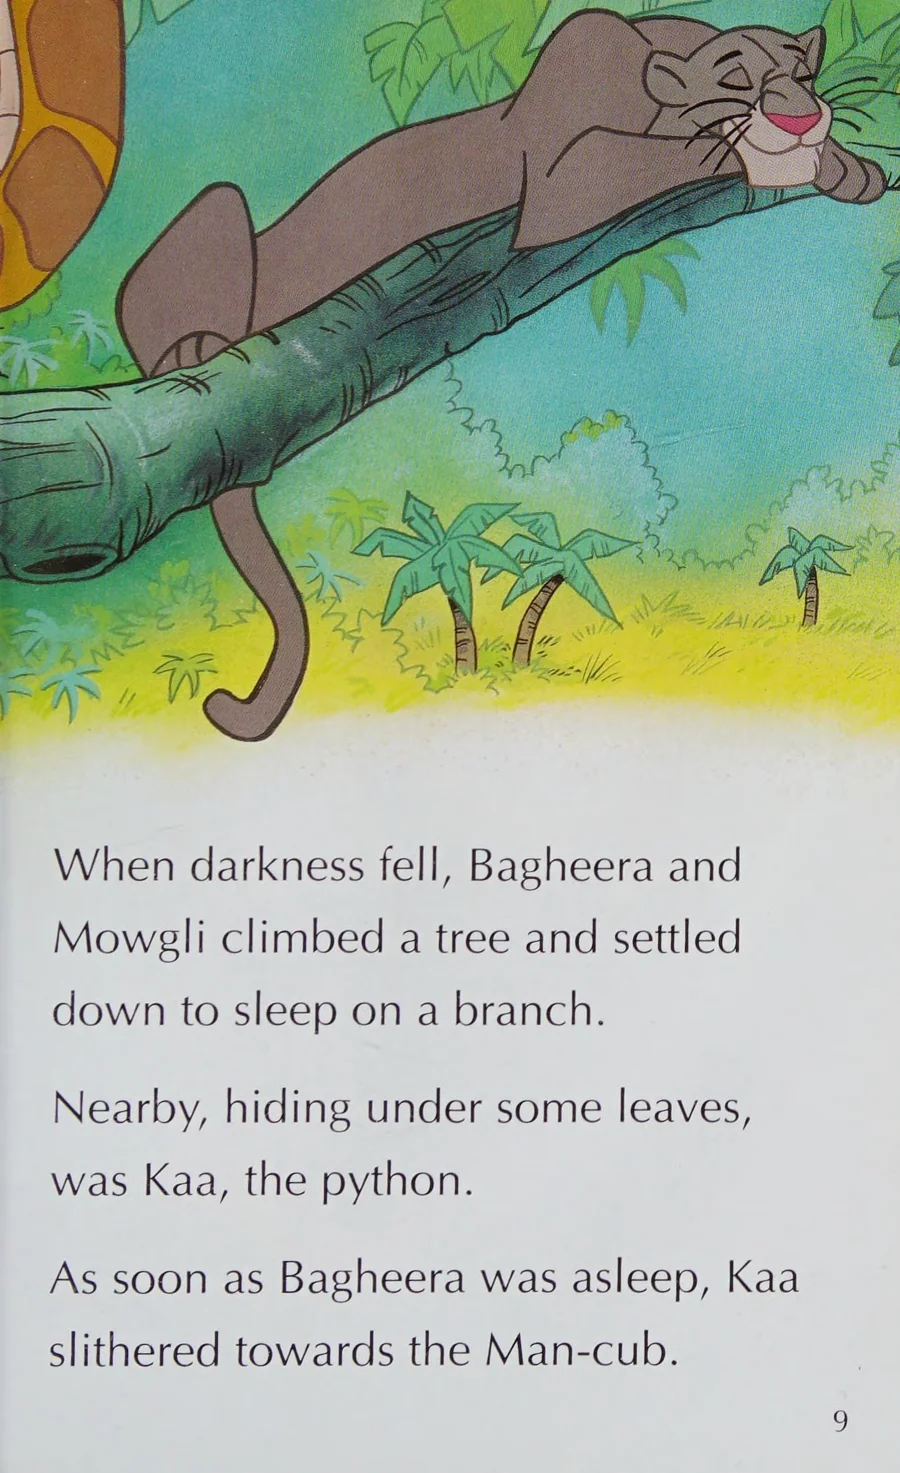 When darkness fell, Bagheera and
Mowgli climbed a tree and settled
down to sleep on a branch.
Nearby, hiding under some leaves,
was Kaa, the python.
As soon as Bagheera was asleep, Kaa
slithered towards the Man-cub.
9